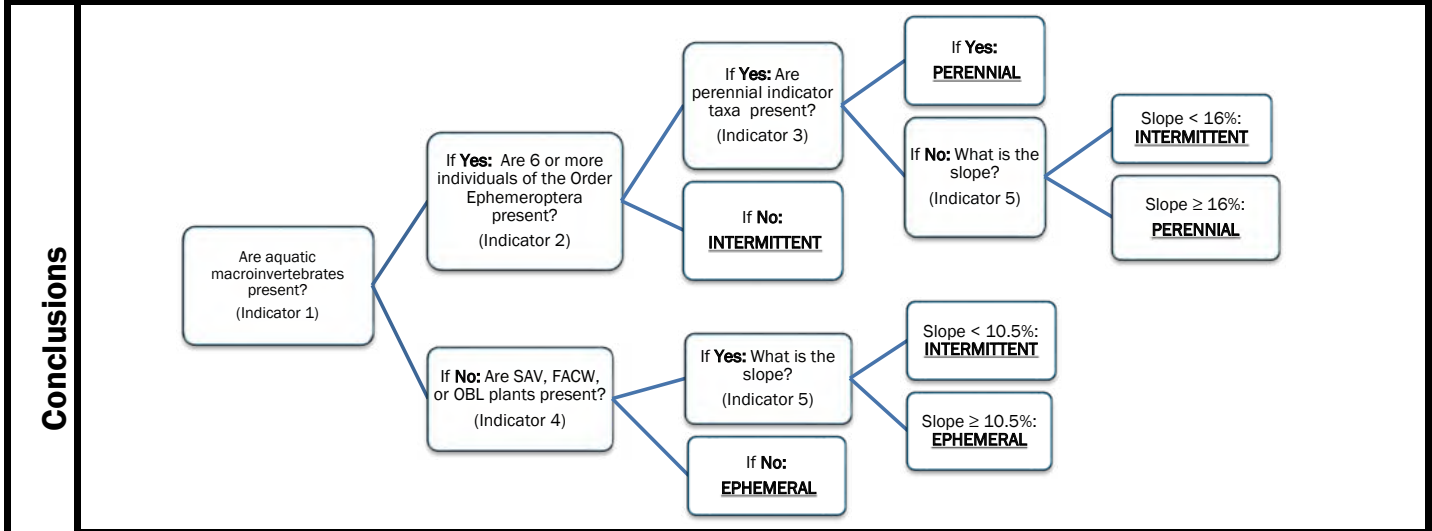 Conclusions
Are aquatic
macroinvertebrates
present?
(Indicator 1)
If Yes: Are 6 or more
individuals of the Order
Ephemeroptera
present?
(Indicator 2)
If Yes: Are
perennial indicator
taxa present?
(Indicator 3)
If Yes:
PERENNIAL
If No: What is the
slope?
(Indicator 5)
Slope < 16%:
INTERMITTENT
Slope ≥ 16%:
PERENNIAL
If No:
INTERMITTENT
If No: Are SAV, FACW,
or OBL plants present?
(Indicator 4)
If Yes: What is the
slope?
(Indicator 5)
Slope < 10.5%:
INTERMITTENT
Slope ≥ 10.5%:
EPHEMERAL
If No:
EPHEMERAL